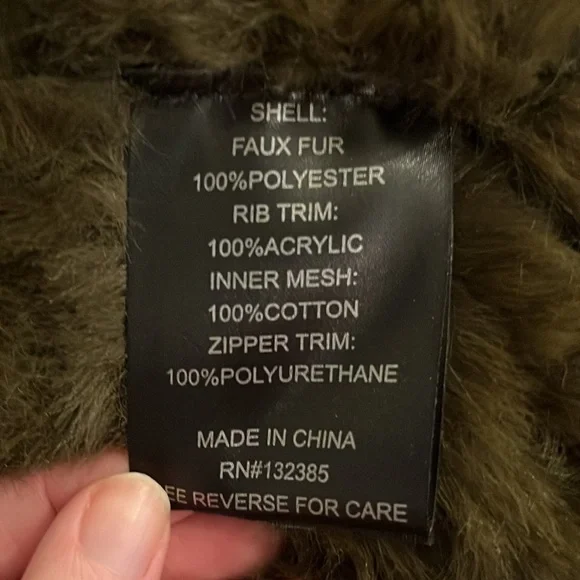 SHELL:
FAUX FUR
100%POLYESTER
RIB TRIM:
100%ACRYLIC
INNER MESH:
100%COTTON
ZIPPER TRIM:
100%POLYURETHANE
MADE IN CHINA
RN#132385
EE REVERSE FOR CARE